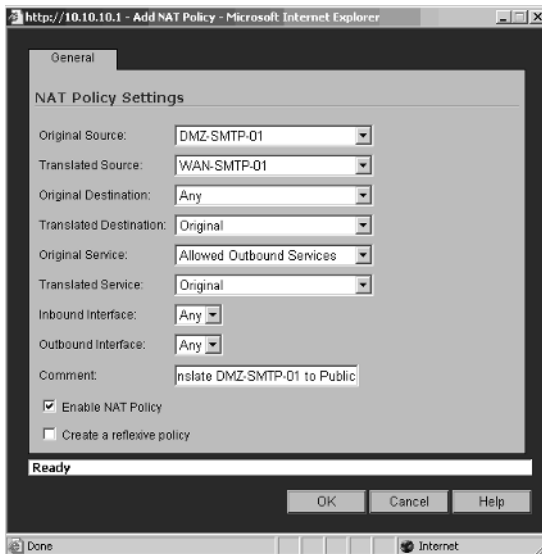 http://10.10.10.1 - Add NAT Policy - Microsoft Internet Explorer
General
NAT Policy Settings
Original Source: DMZ-SMTP-01
Translated Source: WAN-SMTP-01
Original Destination: Any
Translated Destination: Original
Original Service: Allowed Outbound Services
Translated Service: Original
Inbound Interface: Any
Outbound Interface: Any
Comment: nslate DMZ-SMTP-01 to Public
Enable NAT Policy
Create a reflexive policy
Ready
OK Cancel Help
Done Internet